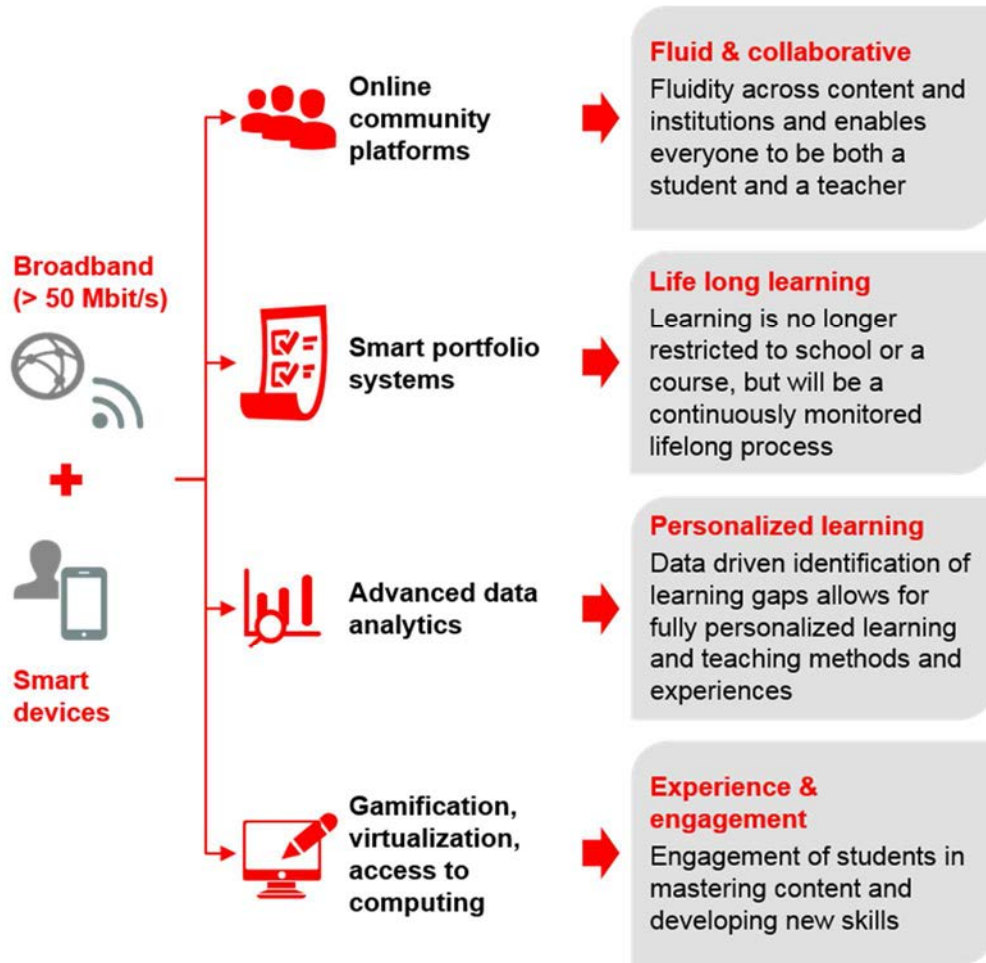 Broadband
(> 50 Mbit/s)
Smart
devices
Online
community
platforms
Fluid & collaborative
Fluidity across content and
institutions and enables
everyone to be both a
student and a teacher
Smart portfolio
systems
Life long learning
Learning is no longer
restricted to school or a
course, but will be a
continuously monitored
lifelong process
Advanced data
analytics
Personalized learning
Data driven identification of
learning gaps allows for
fully personalized learning
and teaching methods and
experiences
Gamification,
virtualization,
access to
computing
Experience &
engagement
Engagement of students in
mastering content and
developing new skills